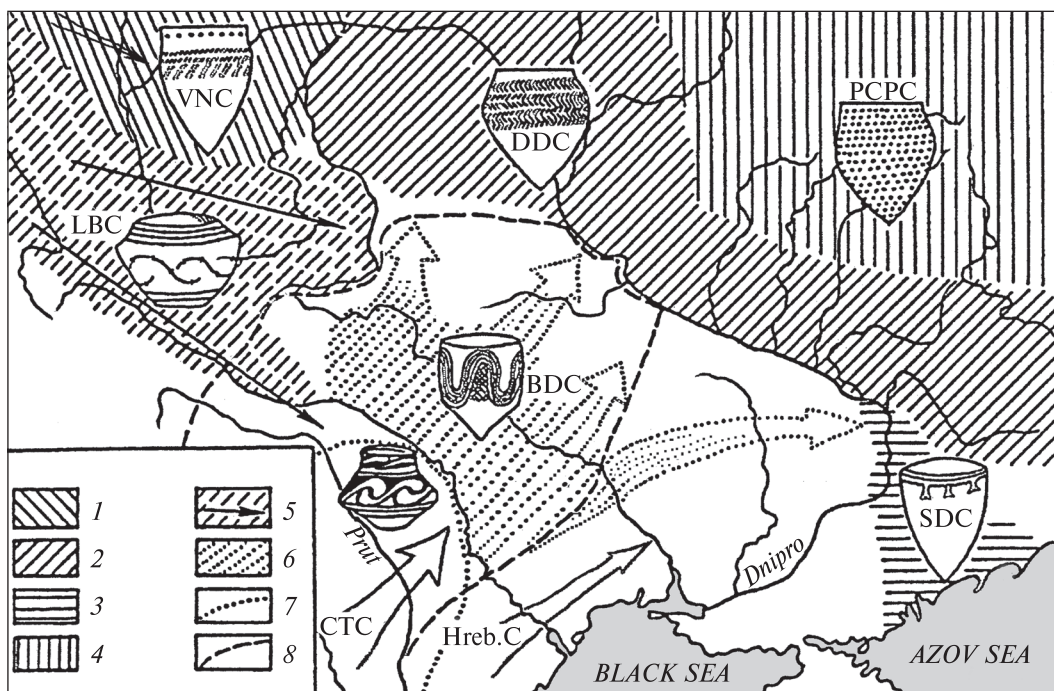 VNC
DDC
PCPC
LBC
BDC
SDC
Prut
Dnipro
CTC
Hreb.C
BLACK SEA
AZOV SEA
1
2
3
4
5
6
7
8